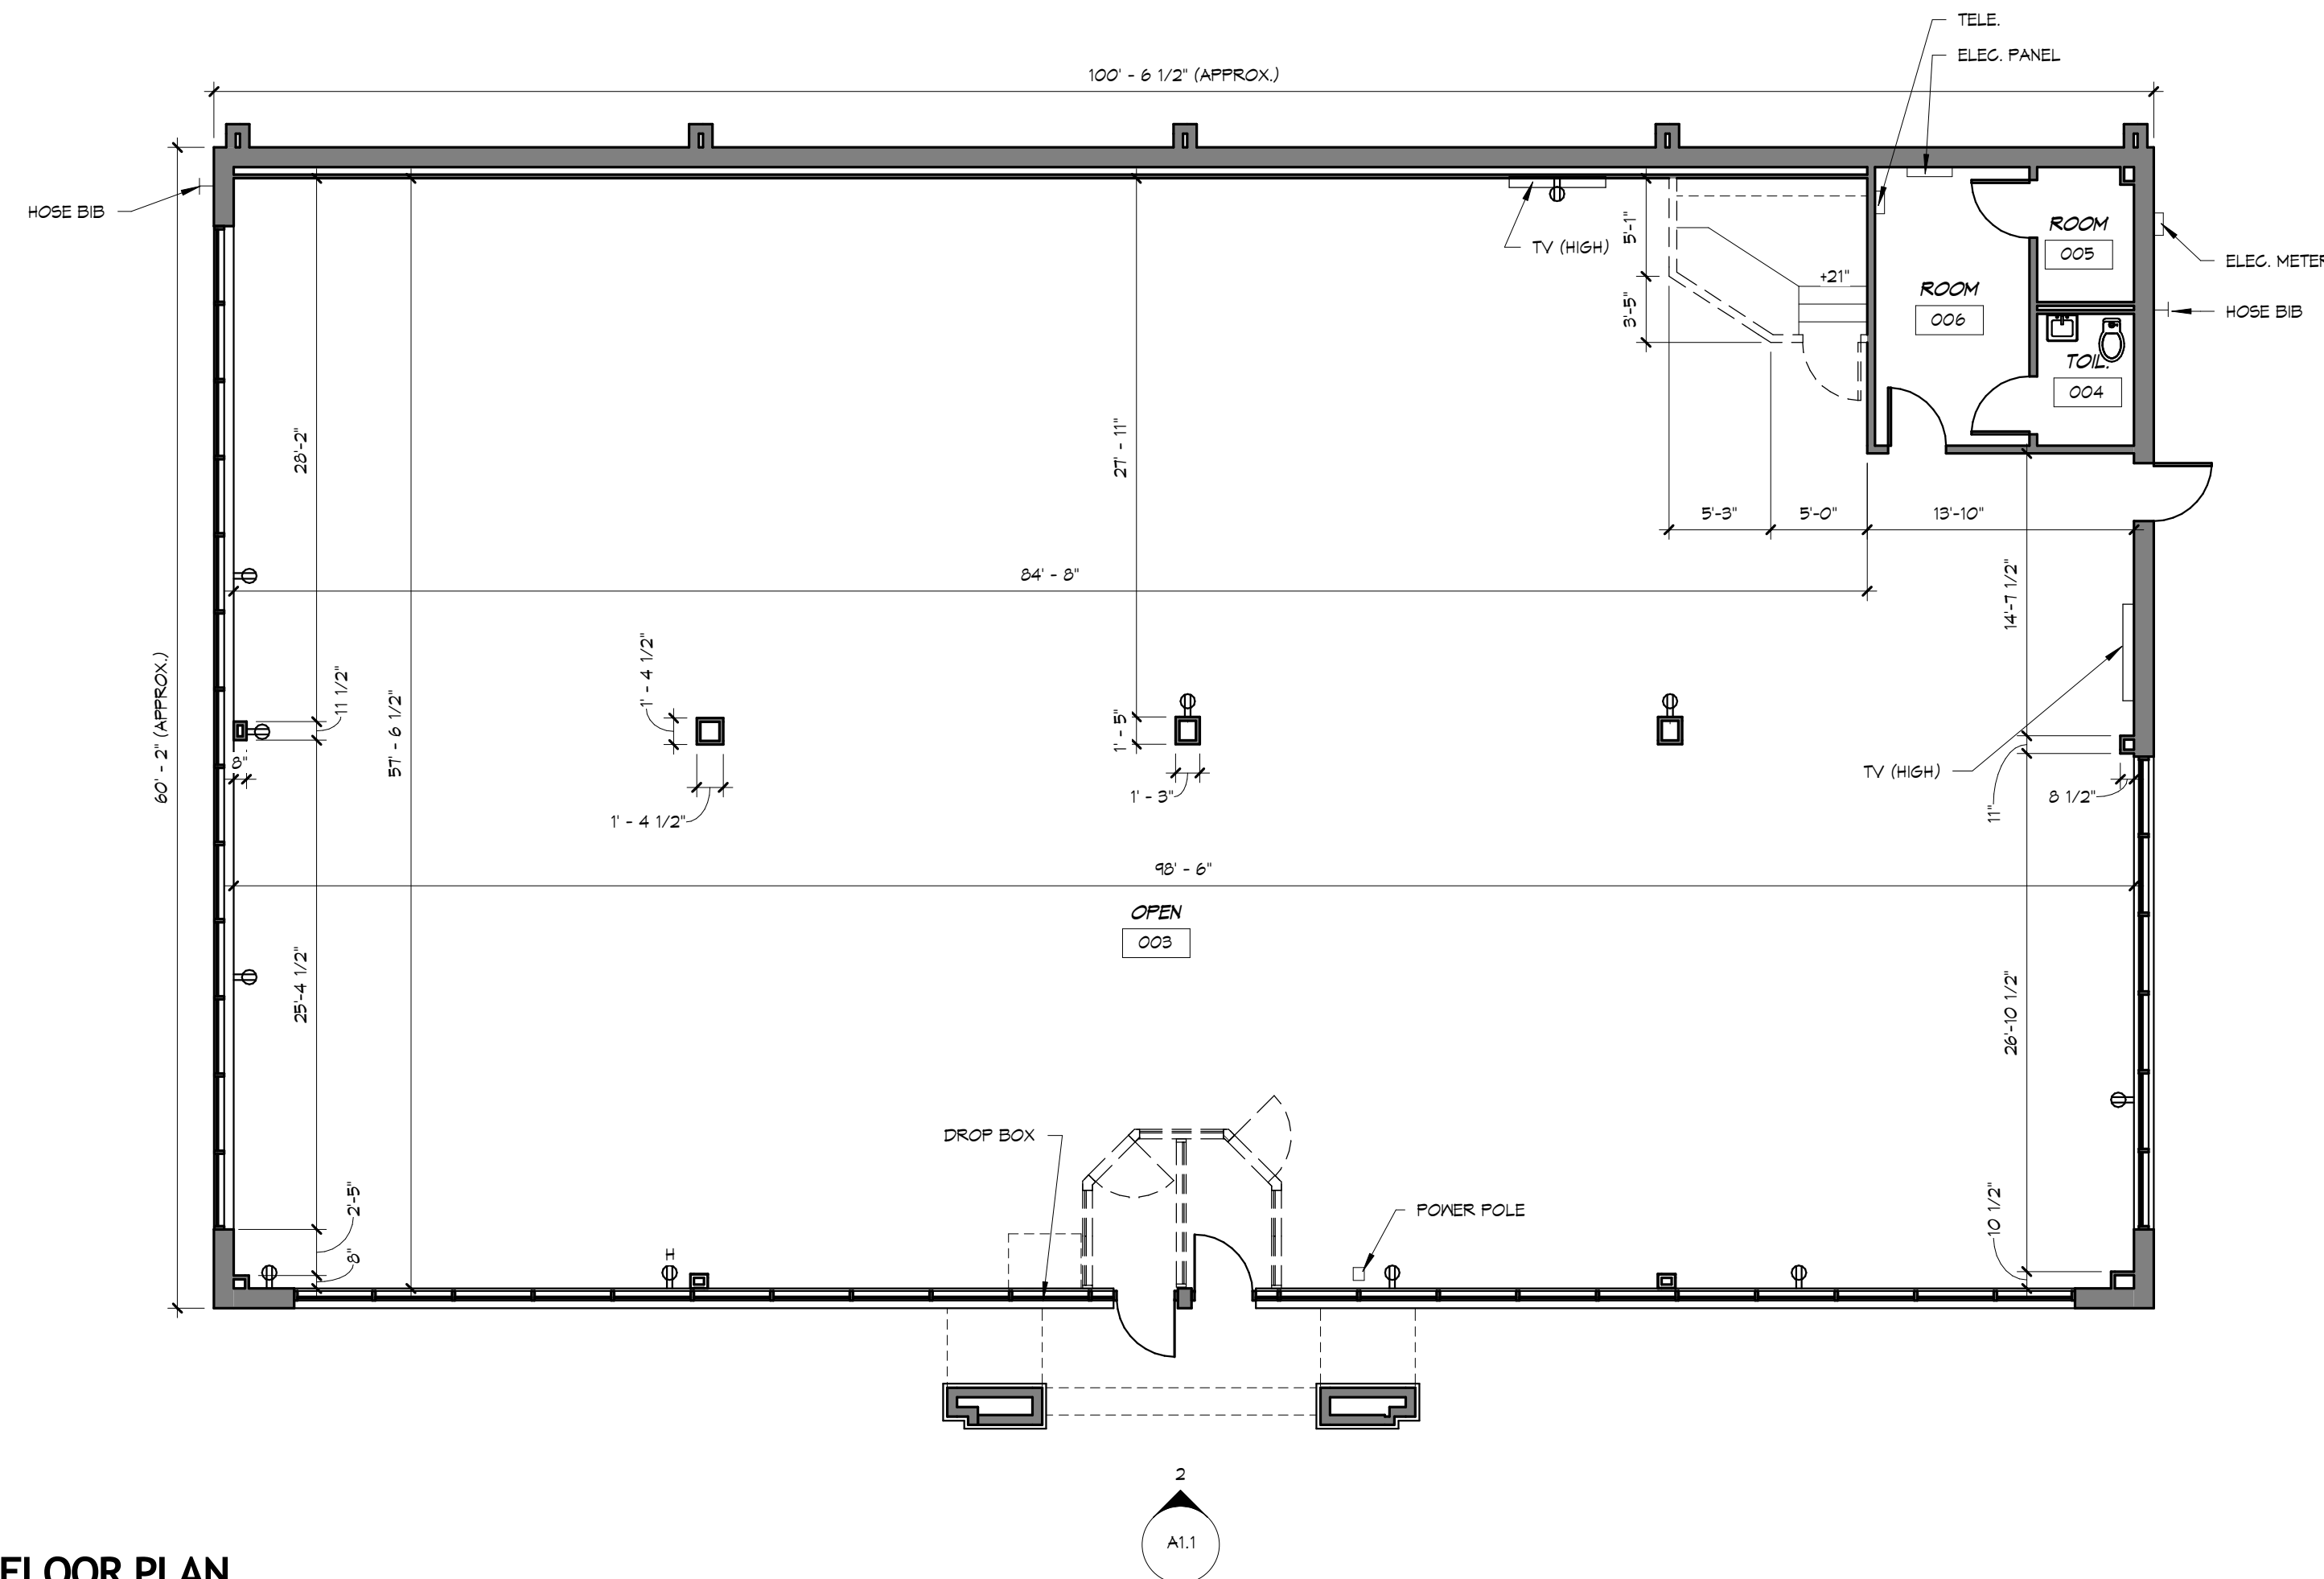 TELE.
ELEC. PANEL
100' - 6 1/2" (APPROX.)
HOSE BIB
TV (HIGH)
5'-1"
3'-5"
+21"
ROOM
005
ROOM
006
TOIL.
004
ELEC. METER
HOSE BIB
28'-2"
27' - 11"
5'-3"
5'-0"
13'-10"
84' - 8"
14'-7 1/2"
60' - 2" (APPROX.)
11 1/2"
57' - 6 1/2"
1' - 4 1/2"
1' - 5"
1' - 3"
1' - 4 1/2"
TV (HIGH)
11"
8 1/2"
98' - 6"
OPEN
003
25'-4 1/2"
26'-10 1/2"
DROP BOX
2'-5"
8"
H
POWER POLE
10 1/2"
2
A1.1
FLOOR PLAN